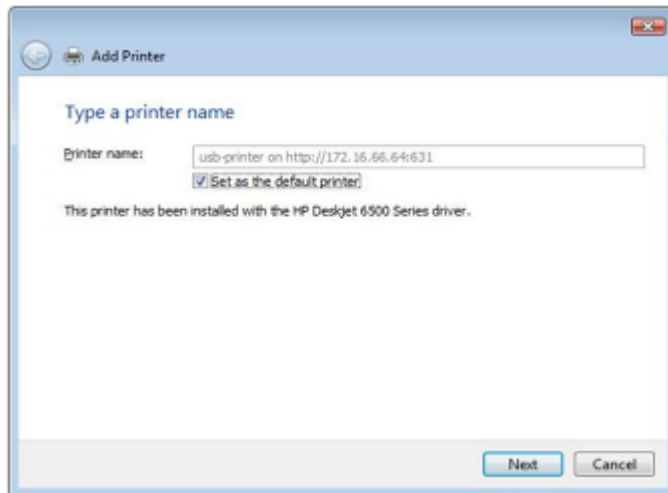 Add Printer
Type a printer name
Printer name:
usb-printer on http://172.16.66.64:631
Set as the default printer
This printer has been installed with the HP Deskjet 6500 Series driver.
Next
Cancel